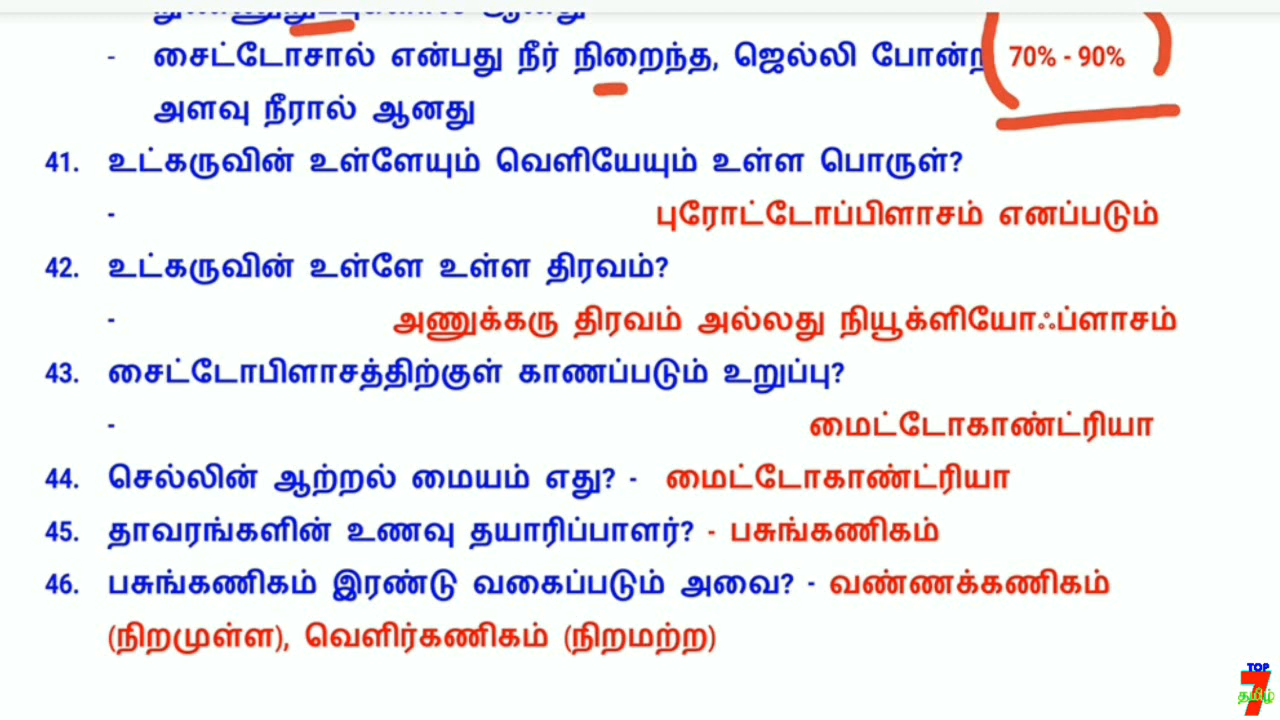 - சைட்டோசால் என்பது நீர் நிறைந்த, ஜெல்லி போன்ற 70% - 90%
அளவு நீரால் ஆனது
41. உட்கருவின் உள்ளேயும் வெளியேயும் உள்ள பொருள்?
- புரோட்டோப்பிளாசம் எனப்படும்
42. உட்கருவின் உள்ளே உள்ள திரவம்?
- அணுக்கரு திரவம் அல்லது நியூக்ளியோஃப்ளாசம்
43. சைட்டோபிளாசத்திற்குள் காணப்படும் உறுப்பு?
- மைட்டோகாண்ட்ரியா
44. செல்லின் ஆற்றல் மையம் எது? - மைட்டோகாண்ட்ரியா
45. தாவரங்களின் உணவு தயாரிப்பாளர்? - பசுங்கணிகம்
46. பசுங்கணிகம் இரண்டு வகைப்படும் அவை? - வண்ணக்கணிகம்
(நிறமுள்ள), வெளிர்கணிகம் (நிறமற்ற)
TOP
7
தமிழ்